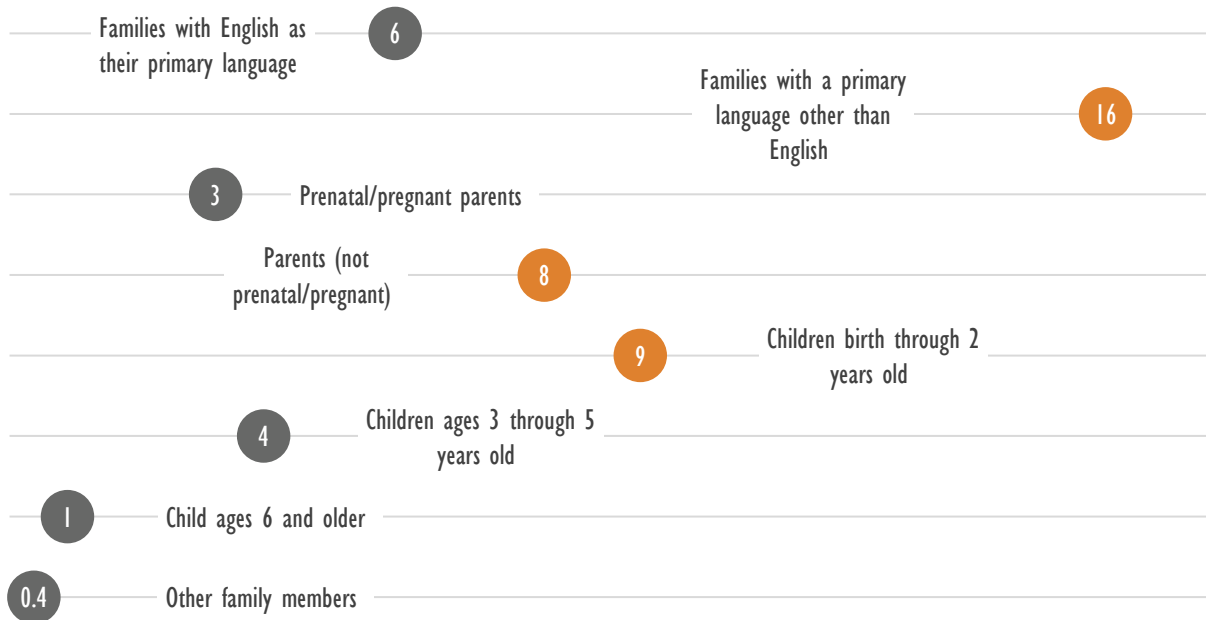 Families with English as
their primary language
6
Families with a primary
language other than
English
16
3
Prenatal/pregnant parents
Parents (not
prenatal/pregnant)
8
9
Children birth through 2
years old
4
Children ages 3 through 5
years old
1
Child ages 6 and older
0.4
Other family members